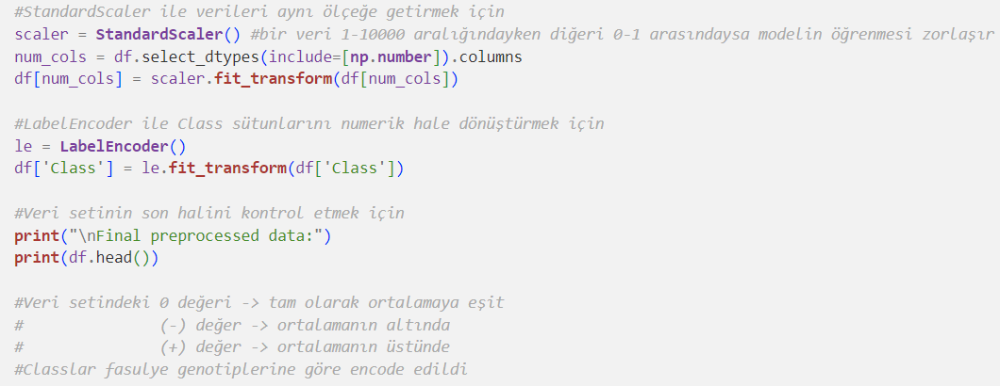 #StandardScaler ile verileri aynı ölçeğe getirmek için
scaler = StandardScaler() #bir veri 1-10000 aralığındayken diğeri 0-1 arasındaysa modelin öğrenmesi zorlaşır
num_cols = df.select_dtypes(include=[np.number]).columns
df[num_cols] = scaler.fit_transform(df[num_cols])

#LabelEncoder ile Class sütunlarını numerik hale dönüştürmek için
le = LabelEncoder()
df['Class'] = le.fit_transform(df['Class'])

#Veri setinin son halini kontrol etmek için
print("\nFinal preprocessed data:")
print(df.head())

#Veri setindeki 0 değeri -> tam olarak ortalamaya eşit
#               (-) değer -> ortalamanın altında
#               (+) değer -> ortalamanın üstünde
#Classlar fasulye genotiplerine göre encode edildi